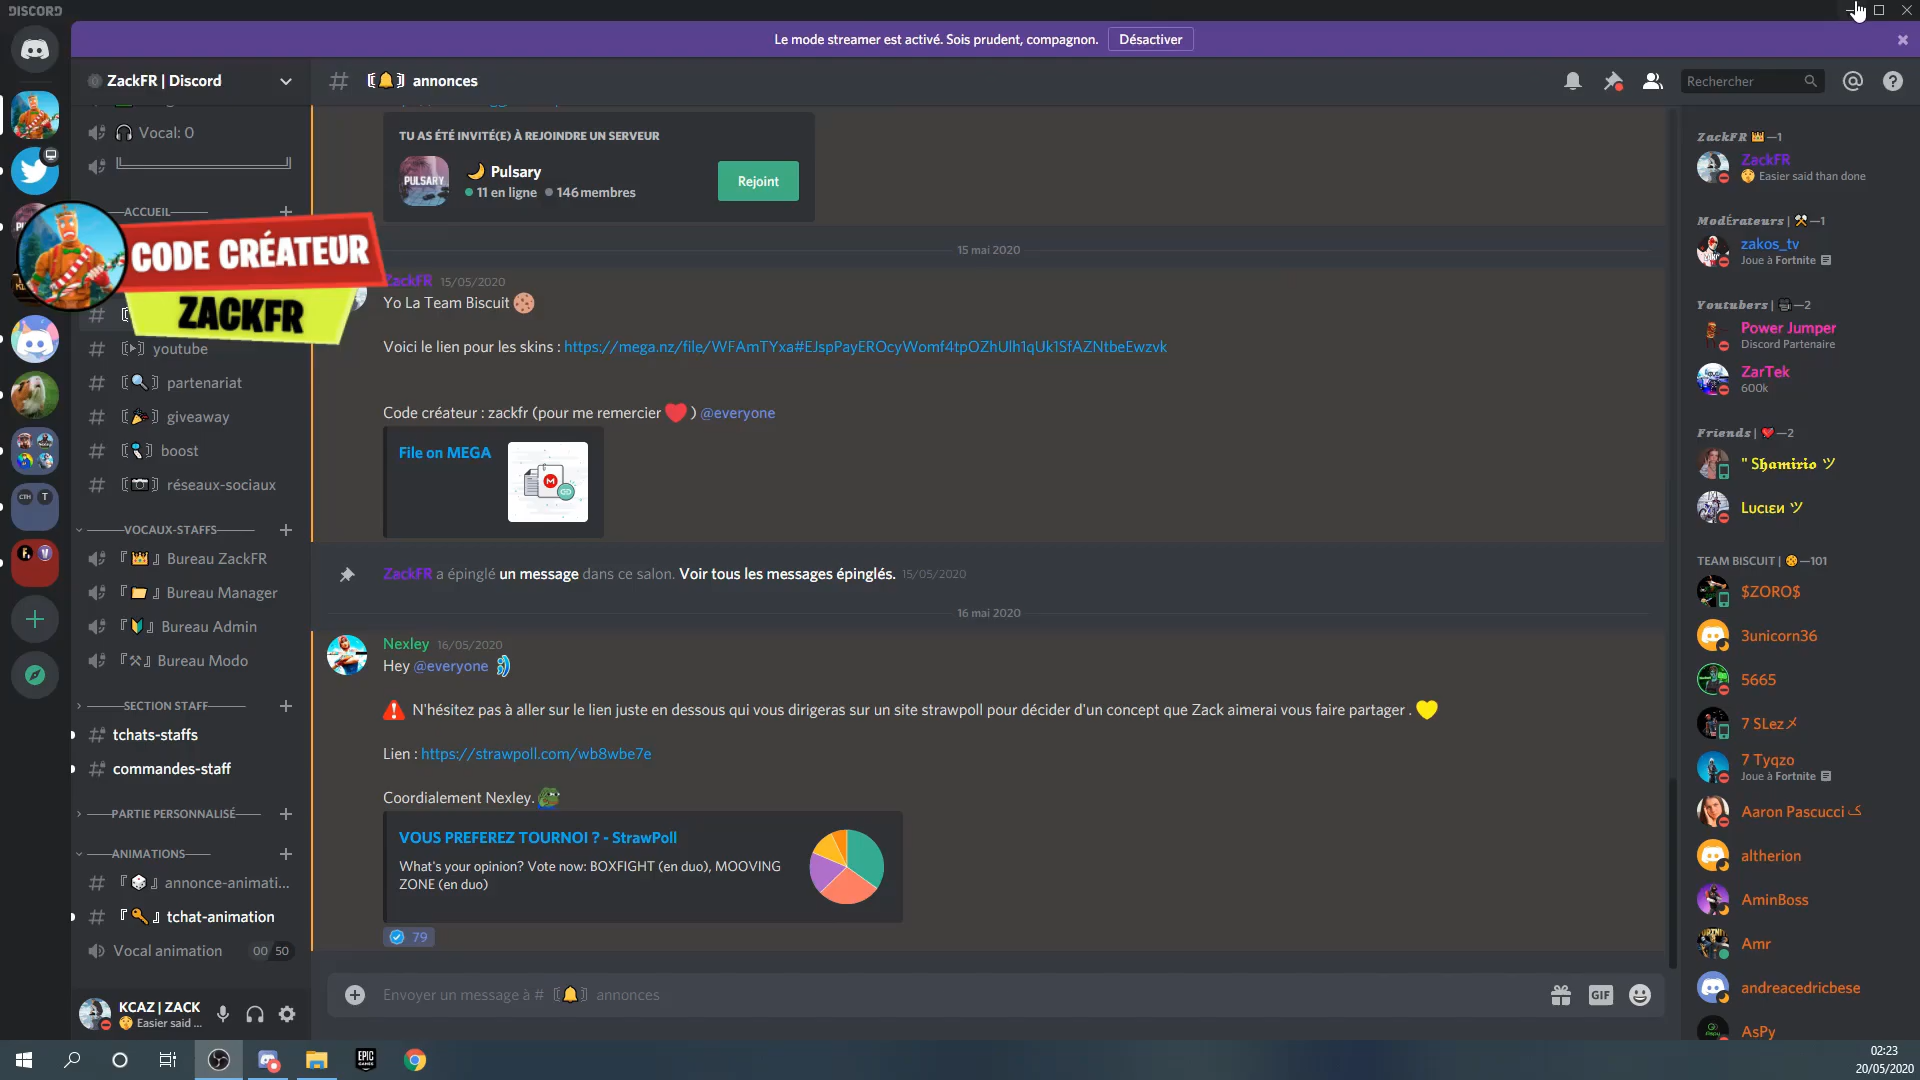 DISCORD
Le mode streamer est activé. Sois prudent, compagnon.
Désactiver
ZackFR | Discord
annonces
Rechercher
Vocal: 0
ACCUEIL
CODE CRÉATEUR
ZACKFR
youtube
partenariat
giveaway
boost
réseaux-sociaux
VOCAUX-STAFFS
Bureau ZackFR
Bureau Manager
Bureau Admin
Bureau Modo
SECTION STAFF
tchats-staffs
commandes-staff
PARTIE PERSONNALISÉ
ANIMATIONS
annonce-animati...
tchat-animation
Vocal animation 00 50
KCAZ | ZACK
Easier said ...
TU AS ÉTÉ INVITÉ(E) À REJOINDRE UN SERVEUR
PULSARY
Pulsary
11 en ligne 146 membres
Rejoint
15 mai 2020
ZackFR 15/05/2020
Yo La Team Biscuit
Voici le lien pour les skins : https://mega.nz/file/WFAmTYxa#EJspPayEROcyWomf4tpOZhUlh1qUk1SfAZNtbeEwzvk
Code créateur : zackfr (pour me remercier ❤ ) @everyone
File on MEGA
ZackFR a épinglé un message dans ce salon. Voir tous les messages épinglés. 15/05/2020
16 mai 2020
Nexley 16/05/2020
Hey @everyone
N'hésitez pas à aller sur le lien juste en dessous qui vous dirigeras sur un site strawpoll pour décider d'un concept que Zack aimerai vous faire partager .
Lien : https://strawpoll.com/wb8wbe7e
Coordialement Nexley.
VOUS PREFEREZ TOURNOI ? - StrawPoll
What's your opinion? Vote now: BOXFIGHT (en duo), MOOVING
ZONE (en duo)
79
Envoyer un message à # annonces
GIF
ZackFR —1
ZackFR
Easier said than done
ModÉrateurs | —1
zakos_tv
Joue à Fortnite
Youtubers | —2
Power Jumper
Discord Partenaire
ZarTek
600k
Friends | —2
" Shamirio ツ
Lucιεи ツ
TEAM BISCUIT | —101
$ZORO$
3unicorn36
5665
7 SLezメ
7 Tyqzo
Joue à Fortnite
Aaron Pascucci
altherion
AminBoss
Amr
andreacedricbese
AsPy
EPIC
GAMES
02:23
20/05/2020